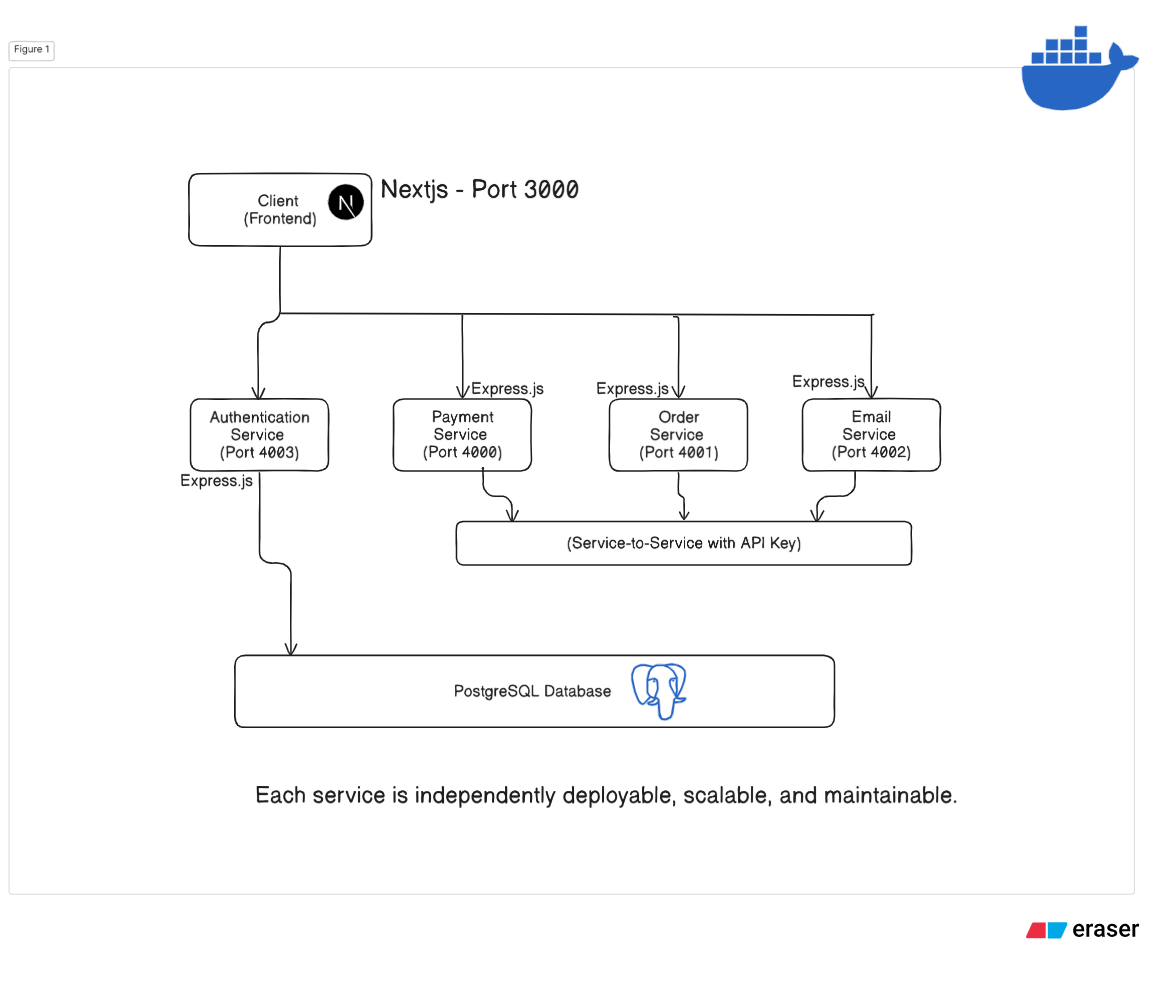 Figure 1
Client
(Frontend)
N
Nextjs - Port 3000
Express.js
Express.js
Express.js
Authentication
Service
(Port 4003)
Payment
Service
(Port 4000)
Order
Service
(Port 4001)
Email
Service
(Port 4002)
Express.js
(Service-to-Service with API Key)
PostgreSQL Database
Each service is independently deployable, scalable, and maintainable.
eraser